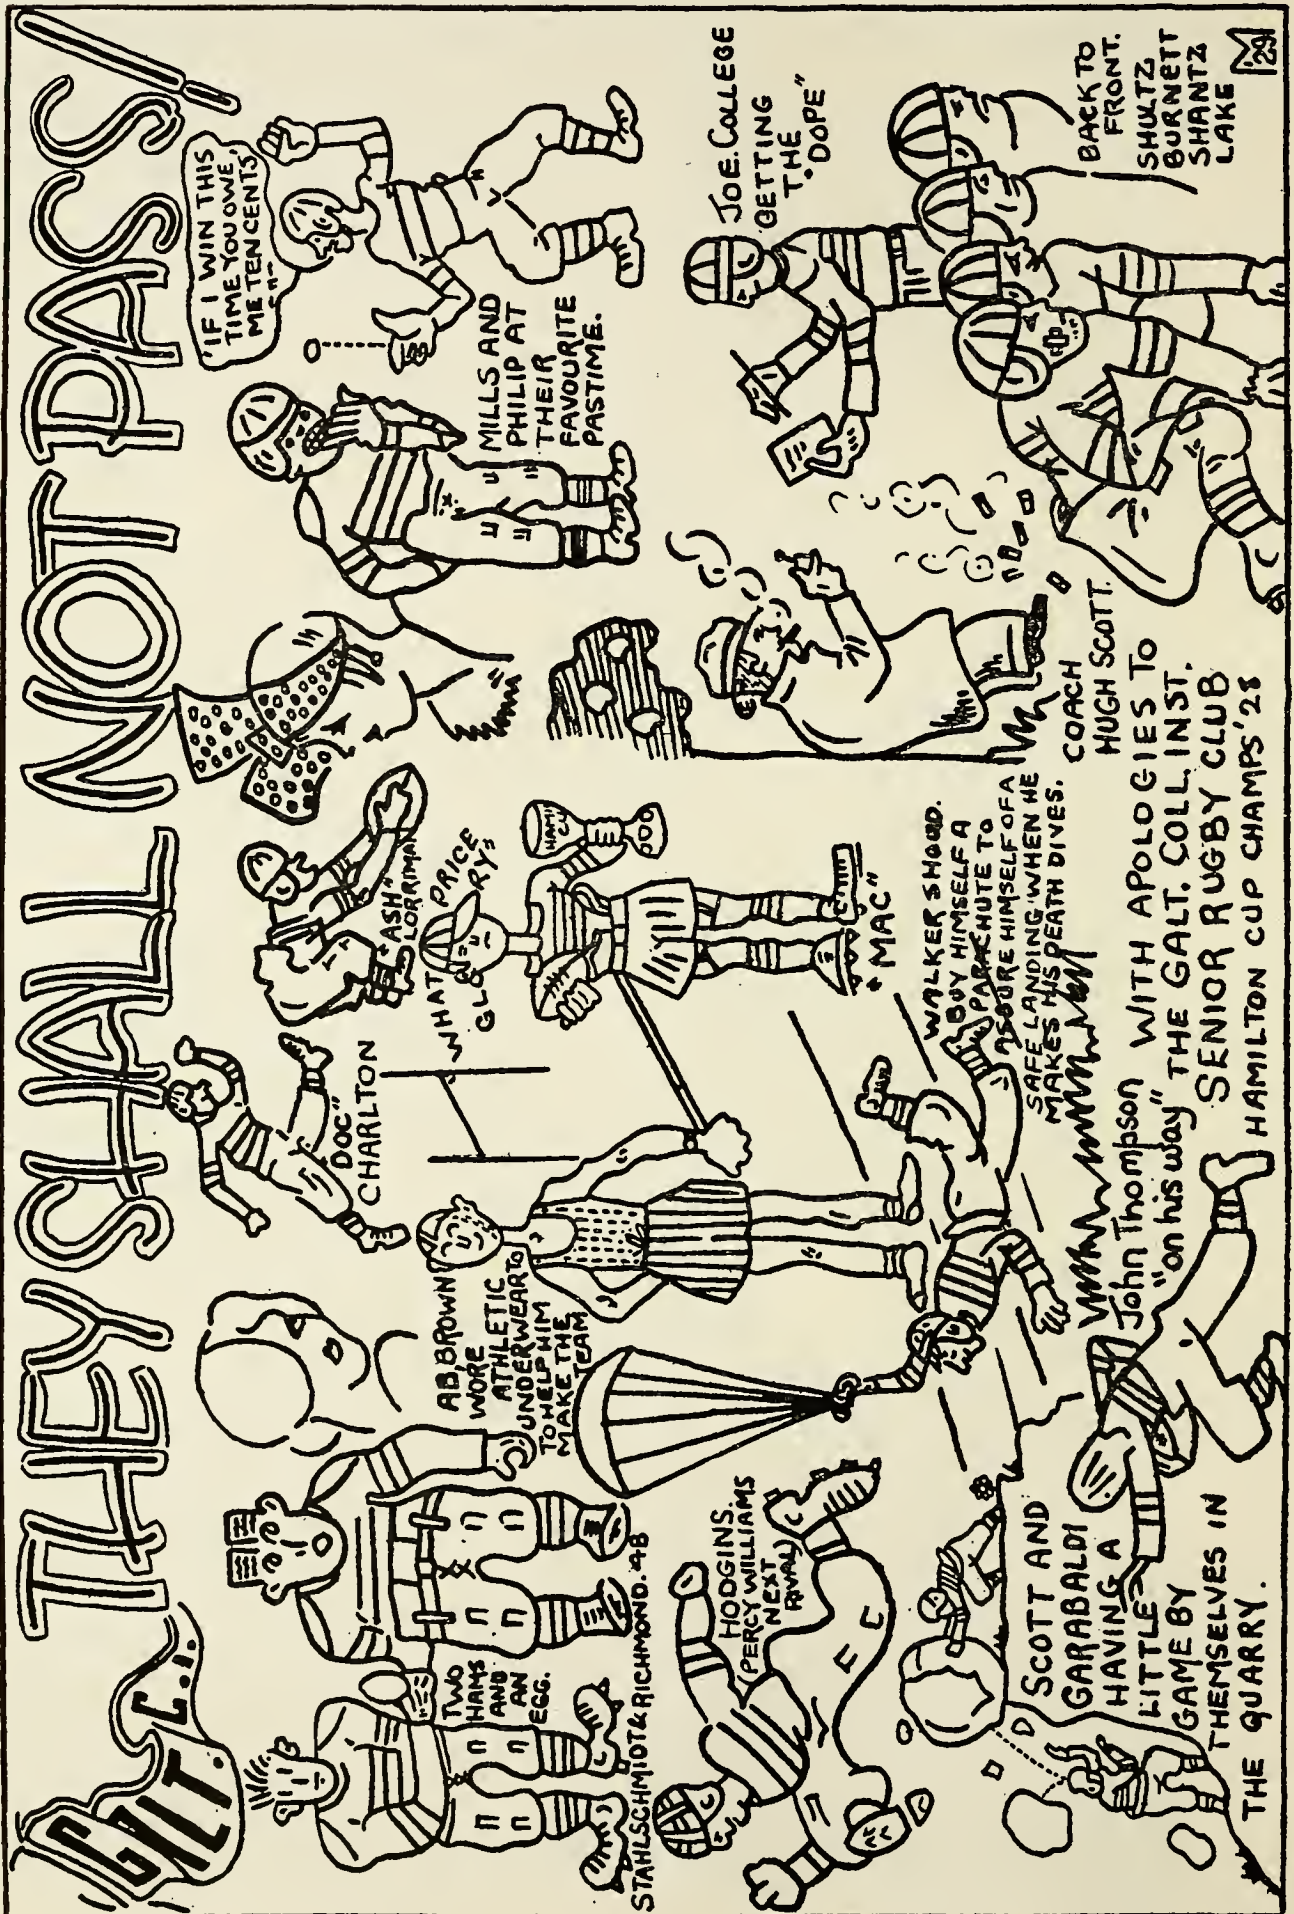 THEY SHALL NOT PASS!
GALT. C.I.
"IF I WIN THIS
TIME YOU OWE
ME TEN CENTS"
TWO
HAMS
AND
AN
EGG.
STAHLSCHMIDT & RICHMOND. '48
"DOC"
CHARLTON
"ASH"
LORRIMAN
MILLS AND
PHILIP AT
THEIR
FAVOURITE
PASTIME.
AB. BROWN
WORE
ATHLETIC
UNDERWEAR TO
TO HELP HIM
MAKE THE
TEAM
WHAT PRICE
GLORY?
HAM.
CU
"MAC"
JOE. COLLEGE
GETTING
THE
"DOPE"
HODGINS.
(PERCY WILLIAMS
NEXT
RIVAL)
WALKER SHOUD.
BUY HIMSELF A
PARACHUTE TO
ASSURE HIMSELF OF A
SAFE LANDING WHEN HE
MAKES HIS DEATH DIVES.
COACH
HUGH SCOTT.
BACK TO
FRONT.
SHULTZ
BURNETT
SHANTZ
LAKE
SCOTT AND
GARABALDI
HAVING A
LITTLE
GAME BY
THEMSELVES IN
THE QUARRY.
John Thompson
"on his way"
WITH APOLOGIES TO
THE GALT. COLL. INST.
SENIOR RUGBY CLUB.
HAMILTON CUP CHAMPS '28
M
'29